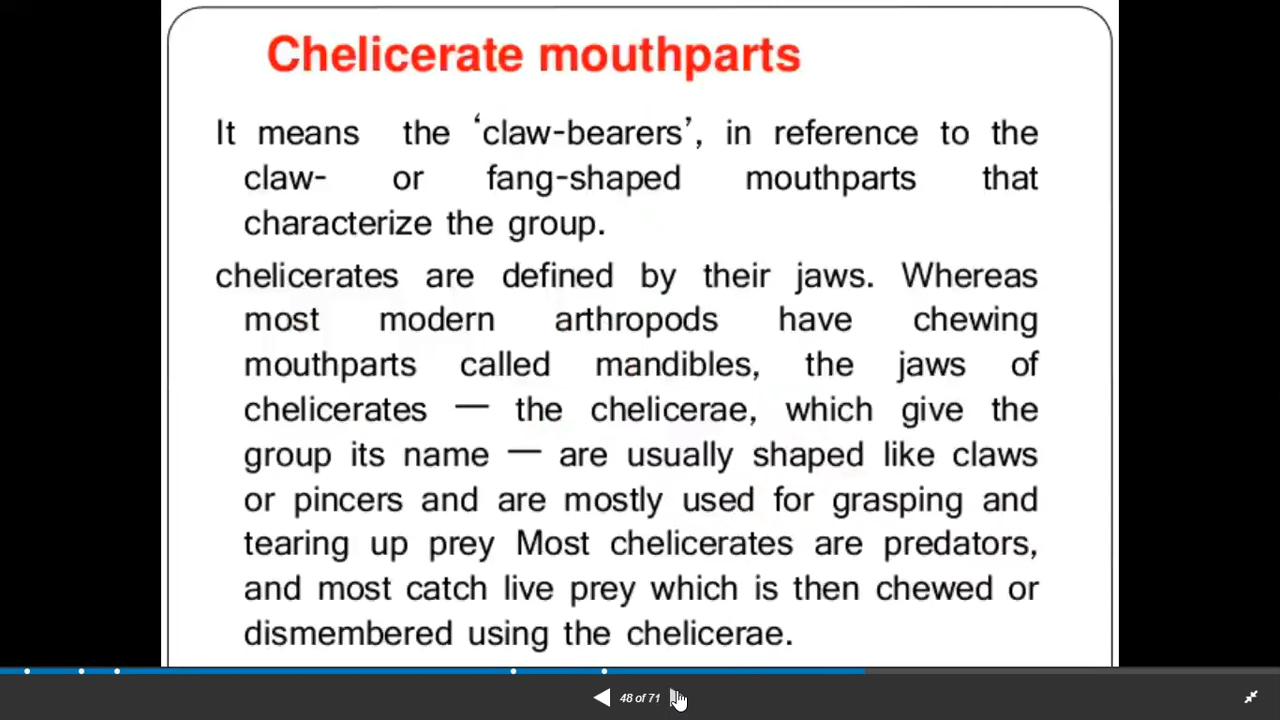 Chelicerate mouthparts
It means the ‘claw-bearers’, in reference to the
claw- or fang-shaped mouthparts that
characterize the group.
chelicerates are defined by their jaws. Whereas
most modern arthropods have chewing
mouthparts called mandibles, the jaws of
chelicerates — the chelicerae, which give the
group its name — are usually shaped like claws
or pincers and are mostly used for grasping and
tearing up prey Most chelicerates are predators,
and most catch live prey which is then chewed or
dismembered using the chelicerae.
48 of 71